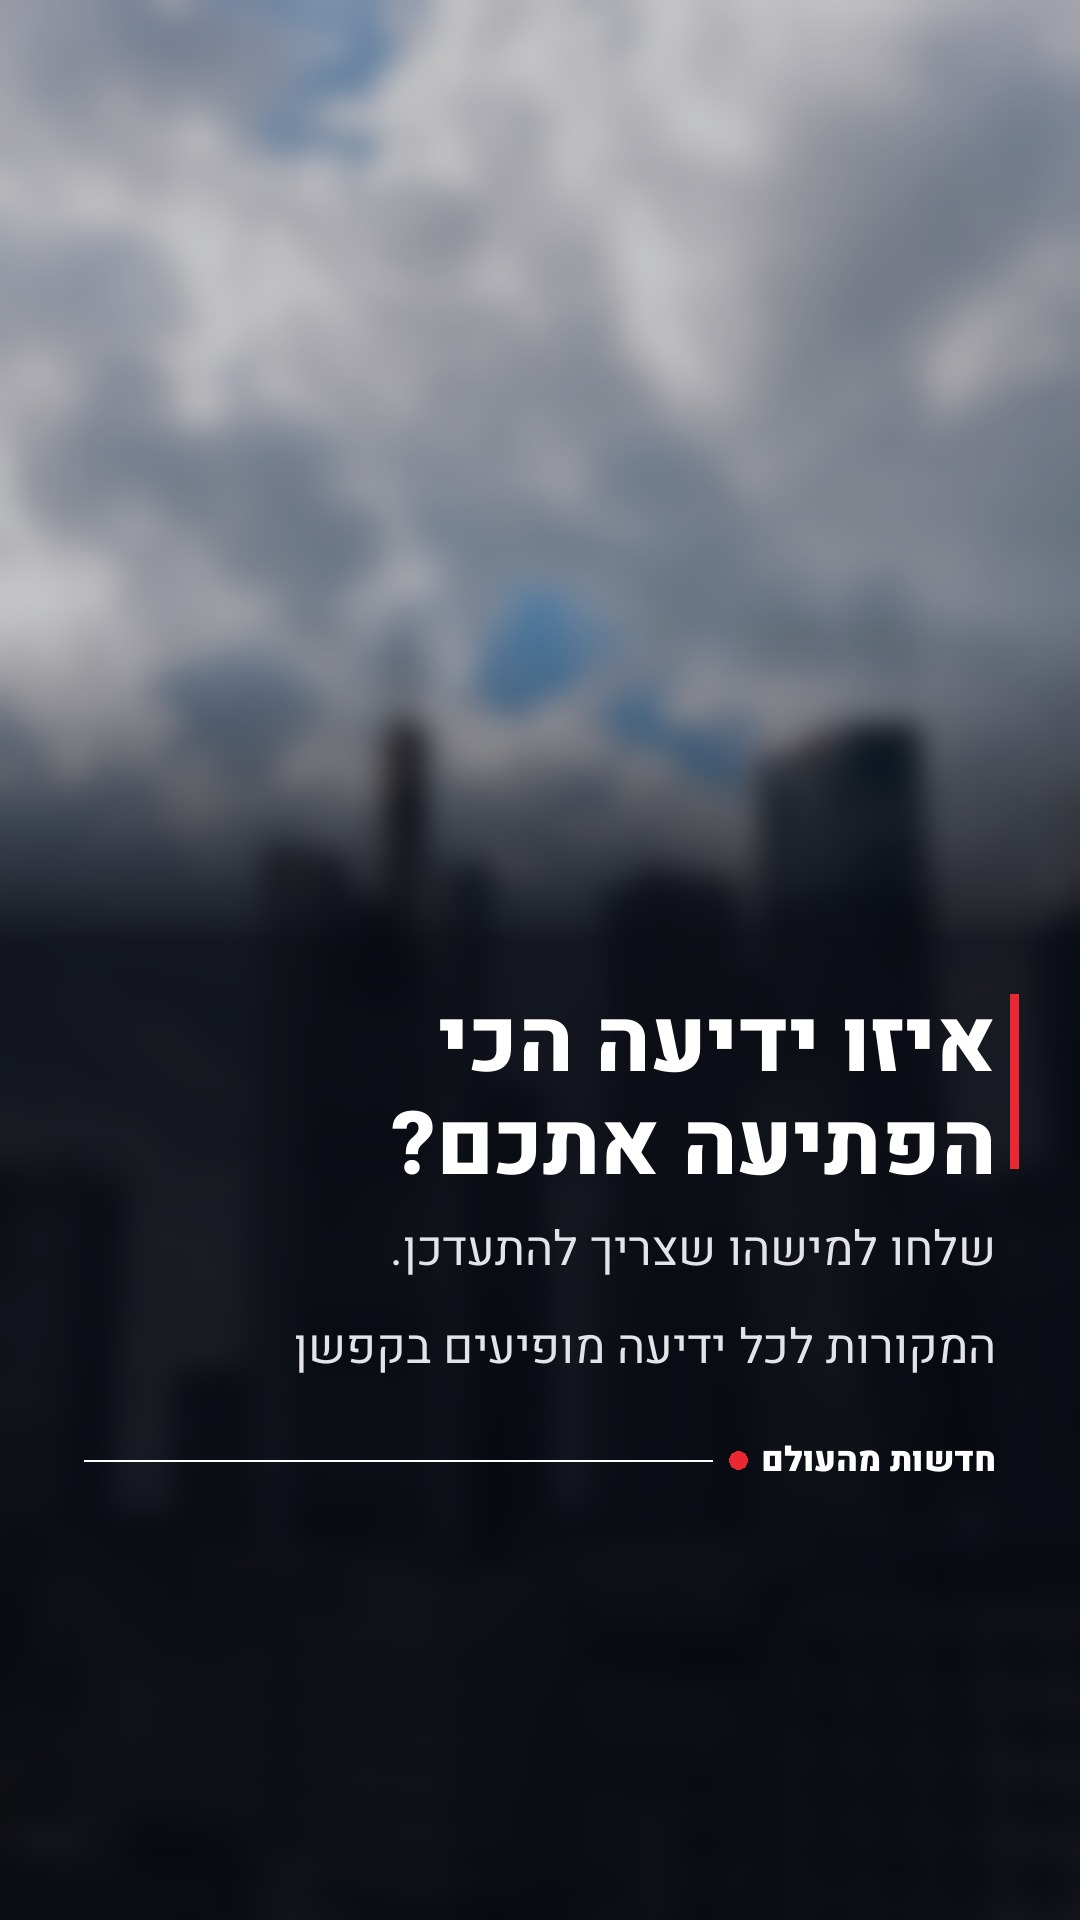 איזו ידיעה הכי
הפתיעה אתכם?
שלחו למישהו שצריך להתעדכן.
המקורות לכל ידיעה מופיעים בקפשן
חדשות מהעולם